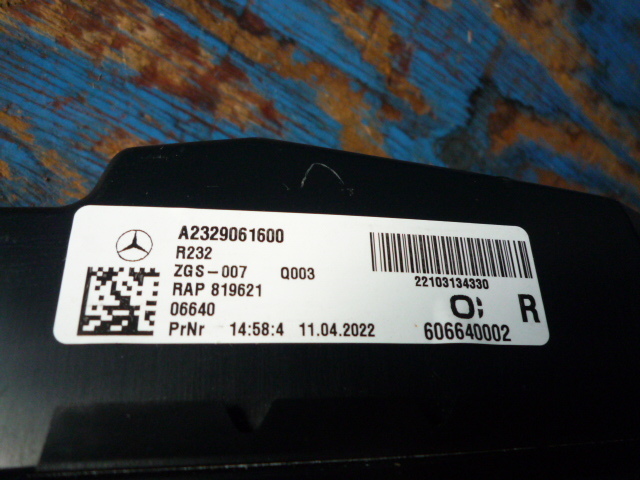 A2329061600
R232
ZGS-007 Q003
RAP 819621
06640
PrNr 14:58:4 11.04.2022
22103134330
R
606640002